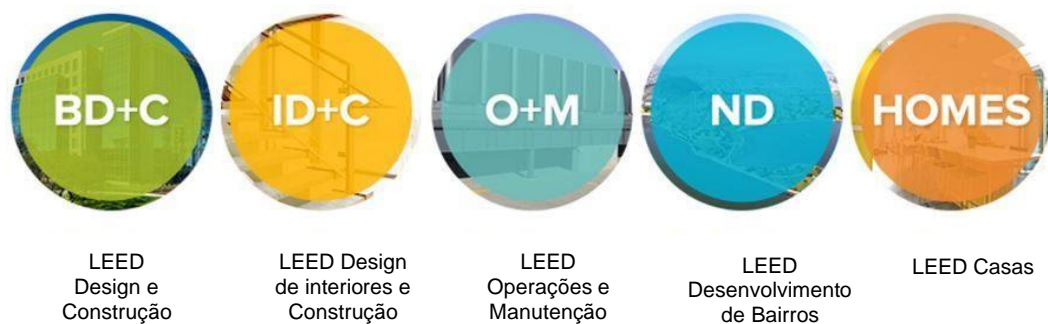 BD+C
ID+C
O+M
ND
HOMES
LEED
Design e
Construção
LEED Design
de interiores e
Construção
LEED
Operações e
Manutenção
LEED
Desenvolvimento
de Bairros
LEED Casas